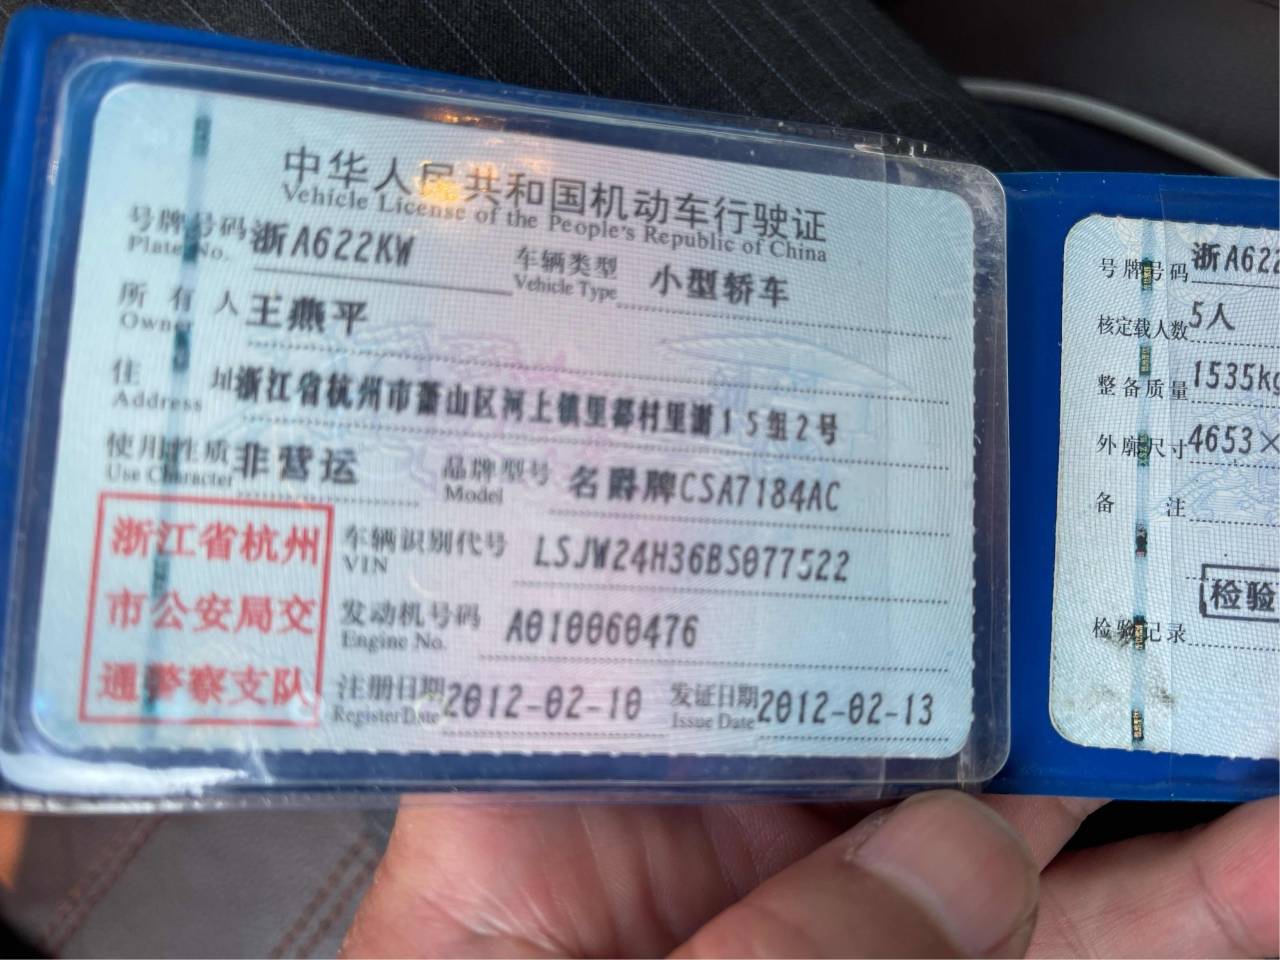 中华人民共和国机动车行驶证
Vehicle License of the People's Republic of China
号牌号码 浙A622KW
Plate No.
车辆类型 小型轿车
Vehicle Type
所有人 王燕平
Owner
住址 浙江省杭州市萧山区河上镇里都村里谢15组2号
Address
使用性质 非营运
Use Character
品牌型号 名爵牌CSA7184AC
Model
浙江省杭州
市公安局交
通警察支队
车辆识别代号 LSJW24H36BS077522
VIN
发动机号码 A010060476
Engine No.
注册日期 2012-02-10
Register Date
发证日期 2012-02-13
Issue Date
号牌号码 浙A622
核定载人数 5人
整备质量 1535kg
外廓尺寸 4653×
备注
检验
检验记录